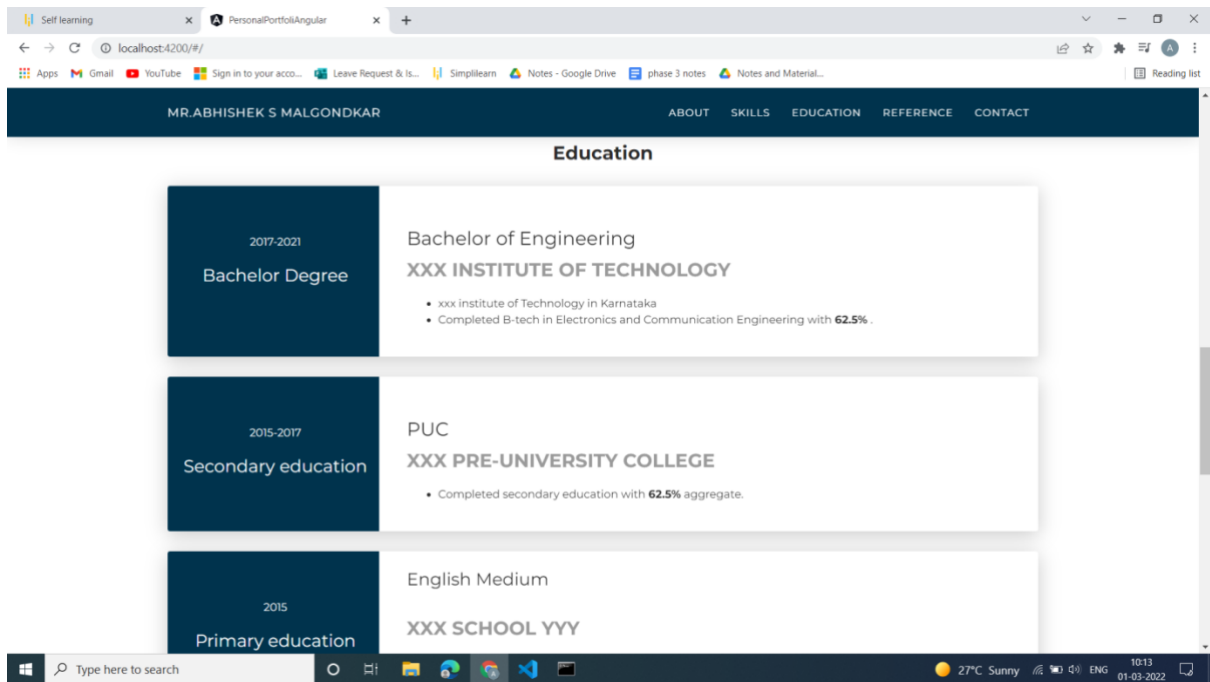 Self learning
PersonalPortfoliAngular
localhost:4200/#/
Apps Gmail YouTube Sign in to your acco... Leave Request & Is... Simplilearn Notes - Google Drive phase 3 notes Notes and Material... Reading list
MR.ABHISHEK S MALGONDKAR ABOUT SKILLS EDUCATION REFERENCE CONTACT
Education
2017-2021
Bachelor Degree
Bachelor of Engineering
XXX INSTITUTE OF TECHNOLOGY
• xxx institute of Technology in Karnataka
• Completed B-tech in Electronics and Communication Engineering with 62.5% .
2015-2017
Secondary education
PUC
XXX PRE-UNIVERSITY COLLEGE
• Completed secondary education with 62.5% aggregate.
2015
Primary education
English Medium
XXX SCHOOL YYY
Type here to search
27°C Sunny ENG
10:13
01-03-2022